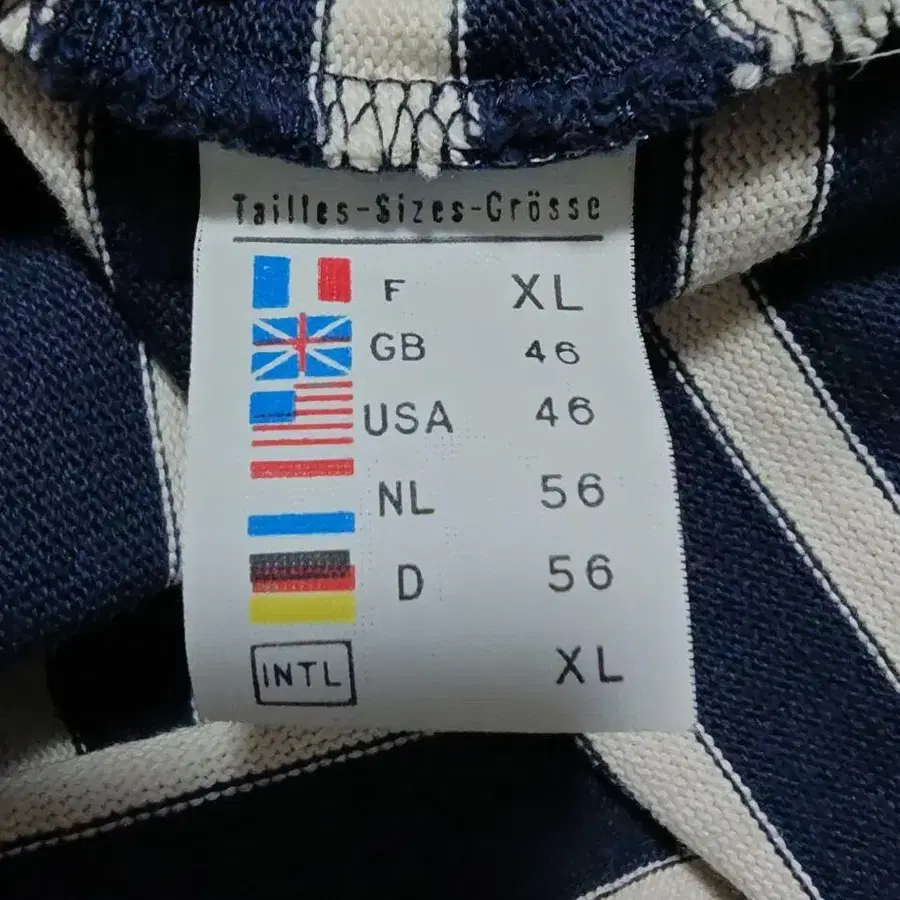 Tailles-Sizes-Grösse
F XL
GB 46
USA 46
NL 56
D 56
INTL XL